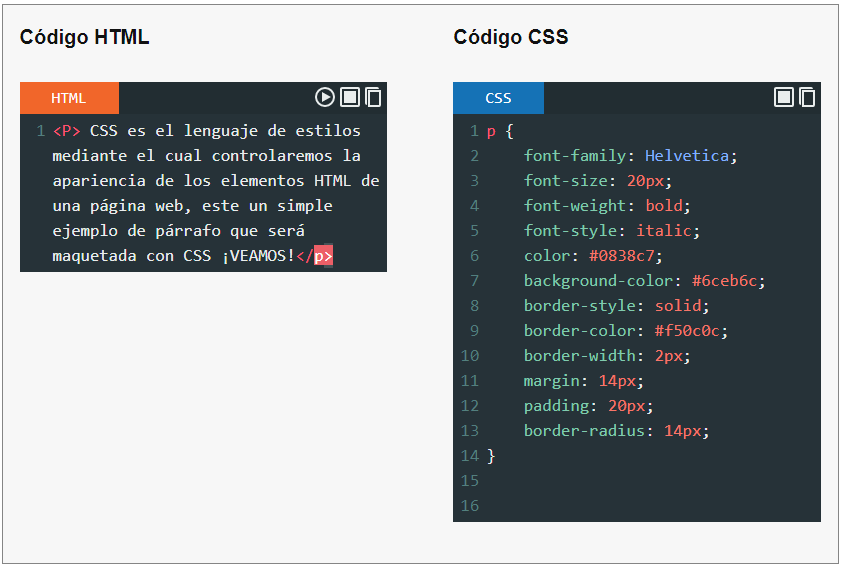 Código HTML
HTML
1 <P> CSS es el lenguaje de estilos
mediante el cual controlaremos la
apariencia de los elementos HTML de
una página web, este un simple
ejemplo de párrafo que será
maquetada con CSS ¡VEAMOS!</p>
Código CSS
CSS
1 p {
2 font-family: Helvetica;
3 font-size: 20px;
4 font-weight: bold;
5 font-style: italic;
6 color: #0838c7;
7 background-color: #6ceb6c;
8 border-style: solid;
9 border-color: #f50c0c;
10 border-width: 2px;
11 margin: 14px;
12 padding: 20px;
13 border-radius: 14px;
14 }
15
16